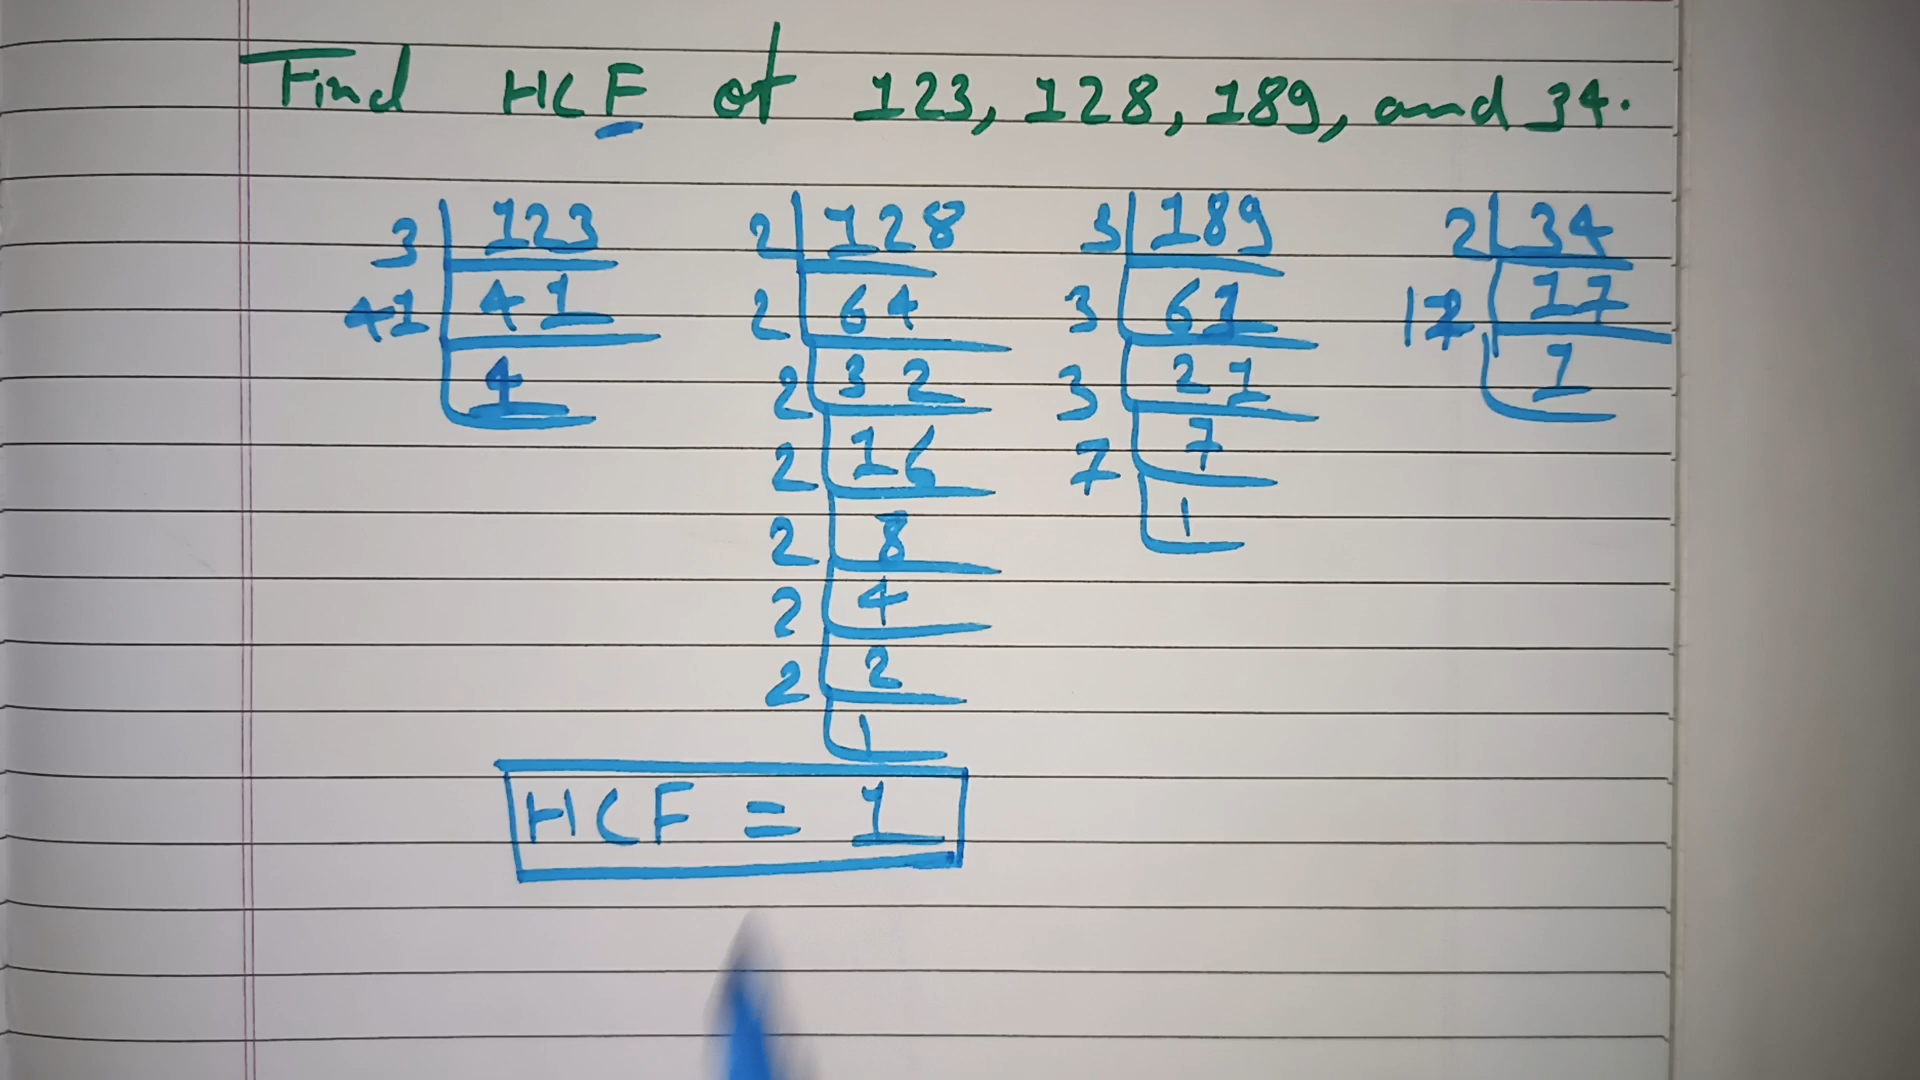 Find HCF of 123, 128, 189, and 34.
3 123 2 128 3 189 2 34
41 41 2 64 3 61 17 17
4 2 32 3 21 1
2 16 7 7
2 8 1
2 4
2 2
1
HCF = 1